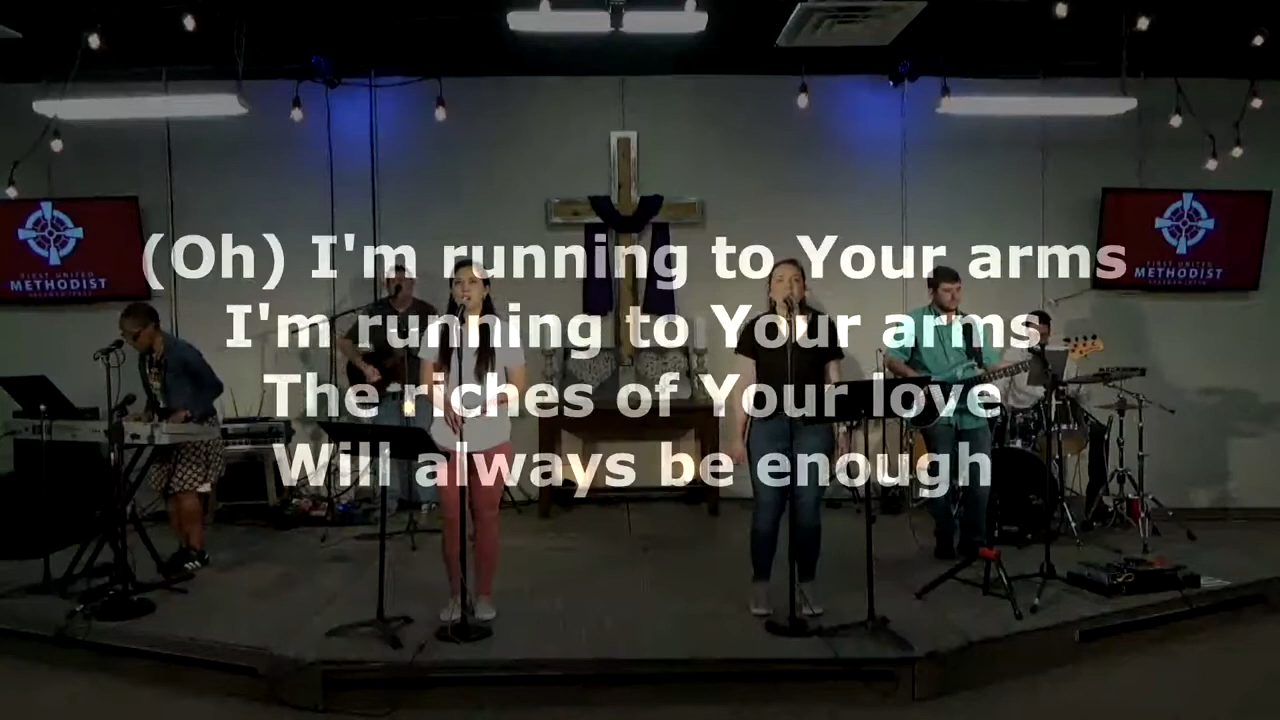 (Oh) I'm running to Your arms
I'm running to Your arms
The riches of Your love
Will always be enough
FIRST UNITED
METHODIST
FIRST UNITED
METHODIST